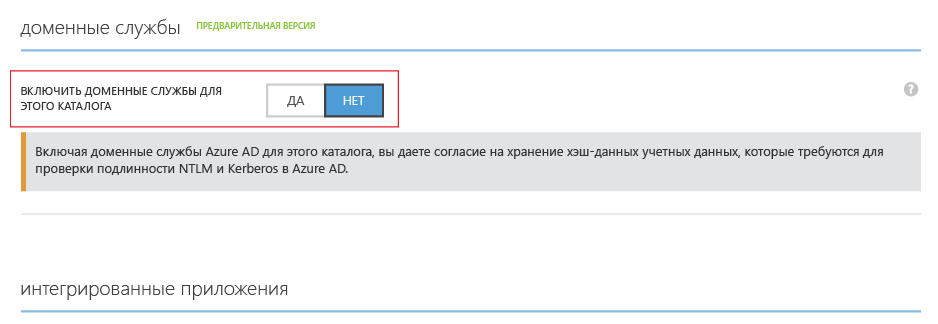 доменные службы ПРЕДВАРИТЕЛЬНАЯ ВЕРСИЯ
ВКЛЮЧИТЬ ДОМЕННЫЕ СЛУЖБЫ ДЛЯ
ЭТОГО КАТАЛОГА
ДА НЕТ
?
Включая доменные службы Azure AD для этого каталога, вы даете согласие на хранение хэш-данных учетных данных, которые требуются для
проверки подлинности NTLM и Kerberos в Azure AD.
интегрированные приложения